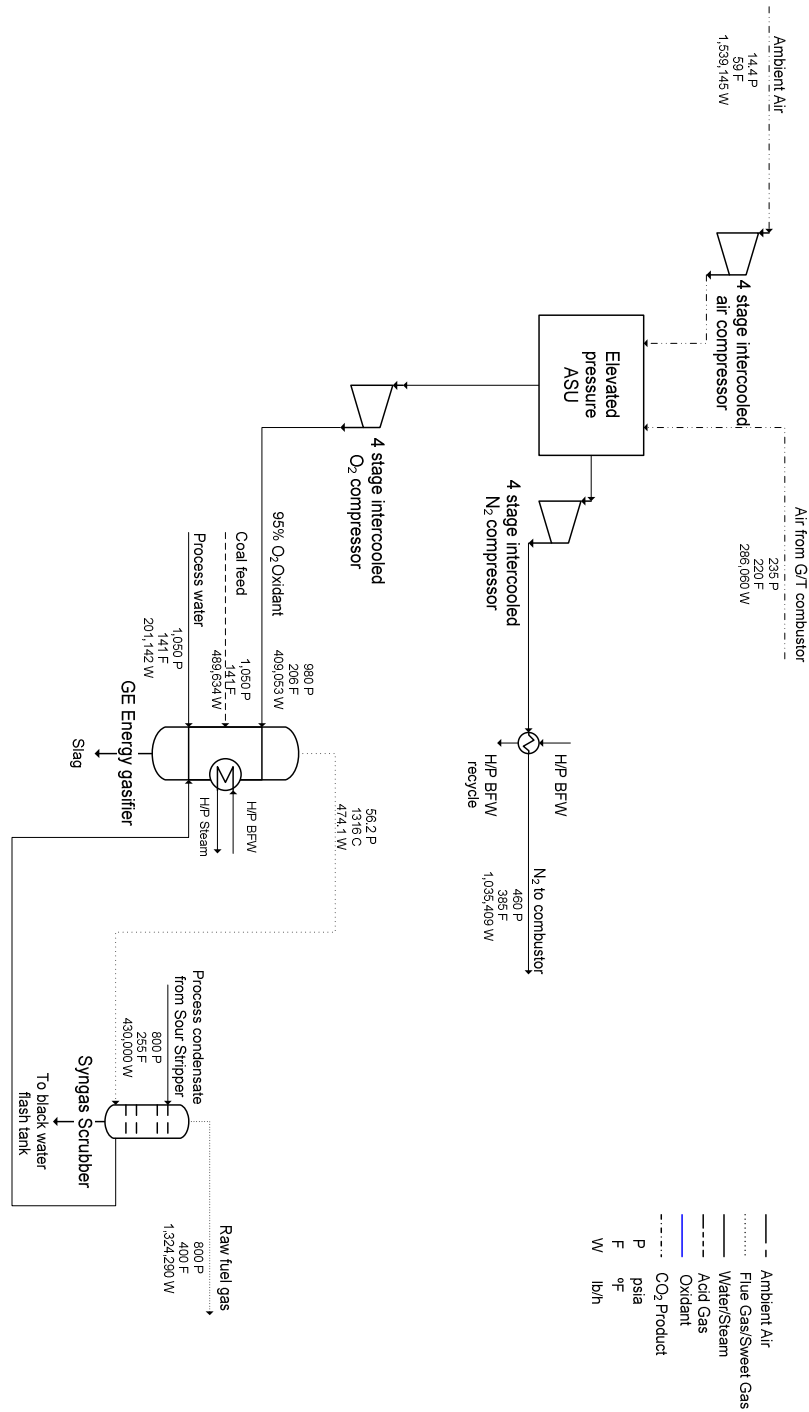 Ambient Air
14.4 P
59 F
1,539,145 W
4 stage intercooled
air compressor
Air from G/T combustor
235 P
220 F
286,060 W
Elevated
pressure
ASU
4 stage intercooled
O2 compressor
4 stage intercooled
N2 compressor
95% O2 Oxidant
980 P
206 F
409,053 W
Coal feed
1,050 P
141 F
489,634 W
Process water
1,050 P
141 F
201,142 W
GE Energy gasifier
Slag
H/P BFW
H/P Steam
H/P BFW
H/P BFW
recycle
N2 to combustor
460 P
385 F
1,035,409 W
56.2 P
1316 C
474.1 W
Process condensate
from Sour Stripper
800 P
255 F
430,000 W
Syngas Scrubber
To black water
flash tank
Raw fuel gas
800 P
400 F
1,324,290 W
Ambient Air
Flue Gas/Sweet Gas
Water/Steam
Acid Gas
Oxidant
CO2 Product
P psia
F ºF
W lb/h